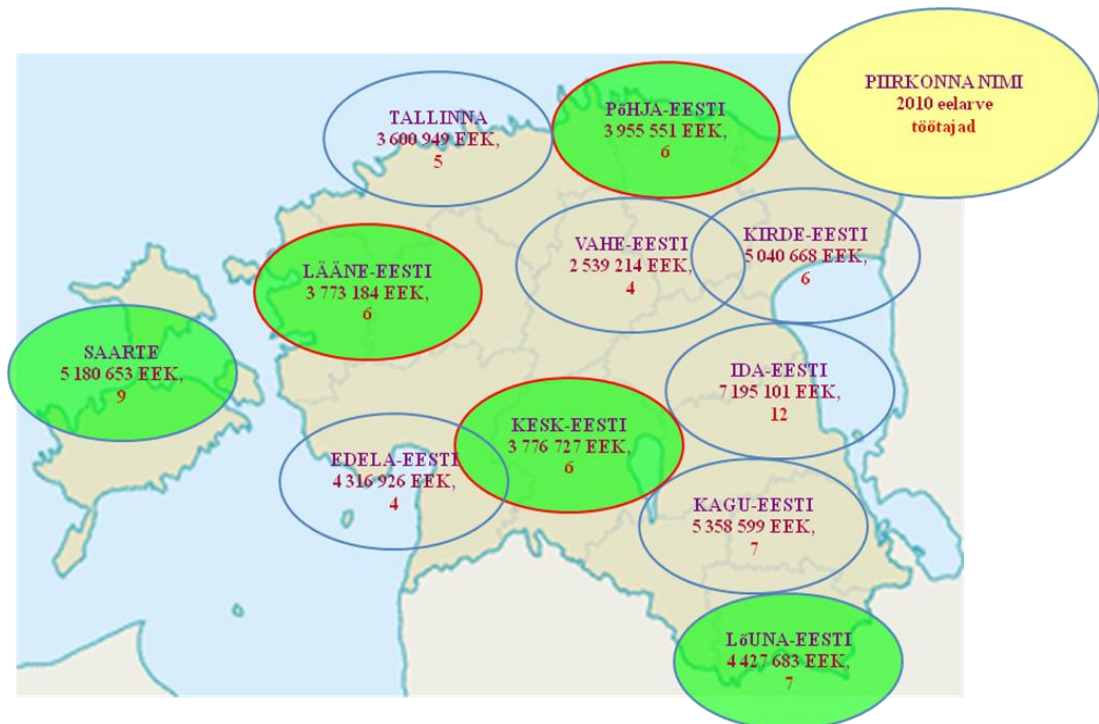 PIIRKONNA NIMI
2010 eelarve
töötajad
TALLINNA
3 600 949 EEK,
5
PõHJA-EESTI
3 955 551 EEK,
6
VAHE-EESTI
2 539 214 EEK,
4
KIRDE-EESTI
5 040 668 EEK,
6
LÄÄNE-EESTI
3 773 184 EEK,
6
SAARTE
5 180 653 EEK,
9
IDA-EESTI
7 195 101 EEK,
12
KESK-EESTI
3 776 727 EEK,
6
EDELA-EESTI
4 316 926 EEK,
4
KAGU-EESTI
5 358 599 EEK,
7
LõUNA-EESTI
4 427 683 EEK,
7